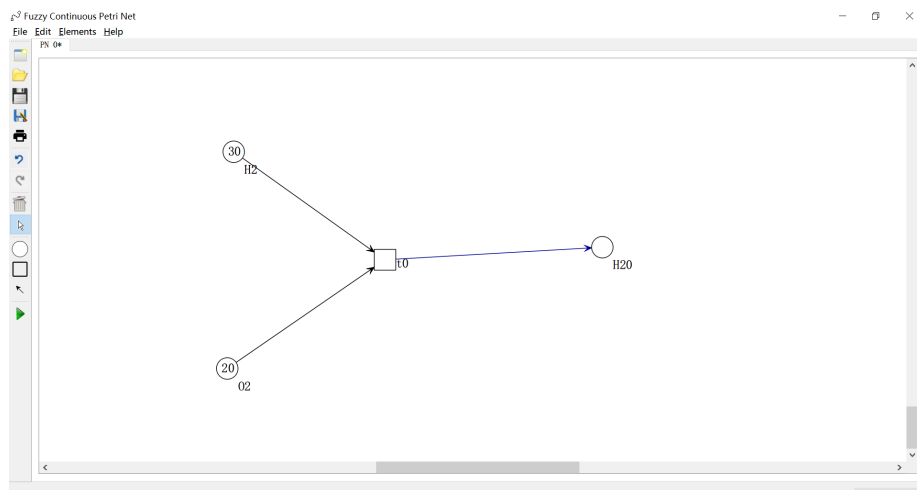 Fuzzy Continuous Petri Net
File Edit Elements Help
PN 0*
30
H2
t0
H20
20
O2